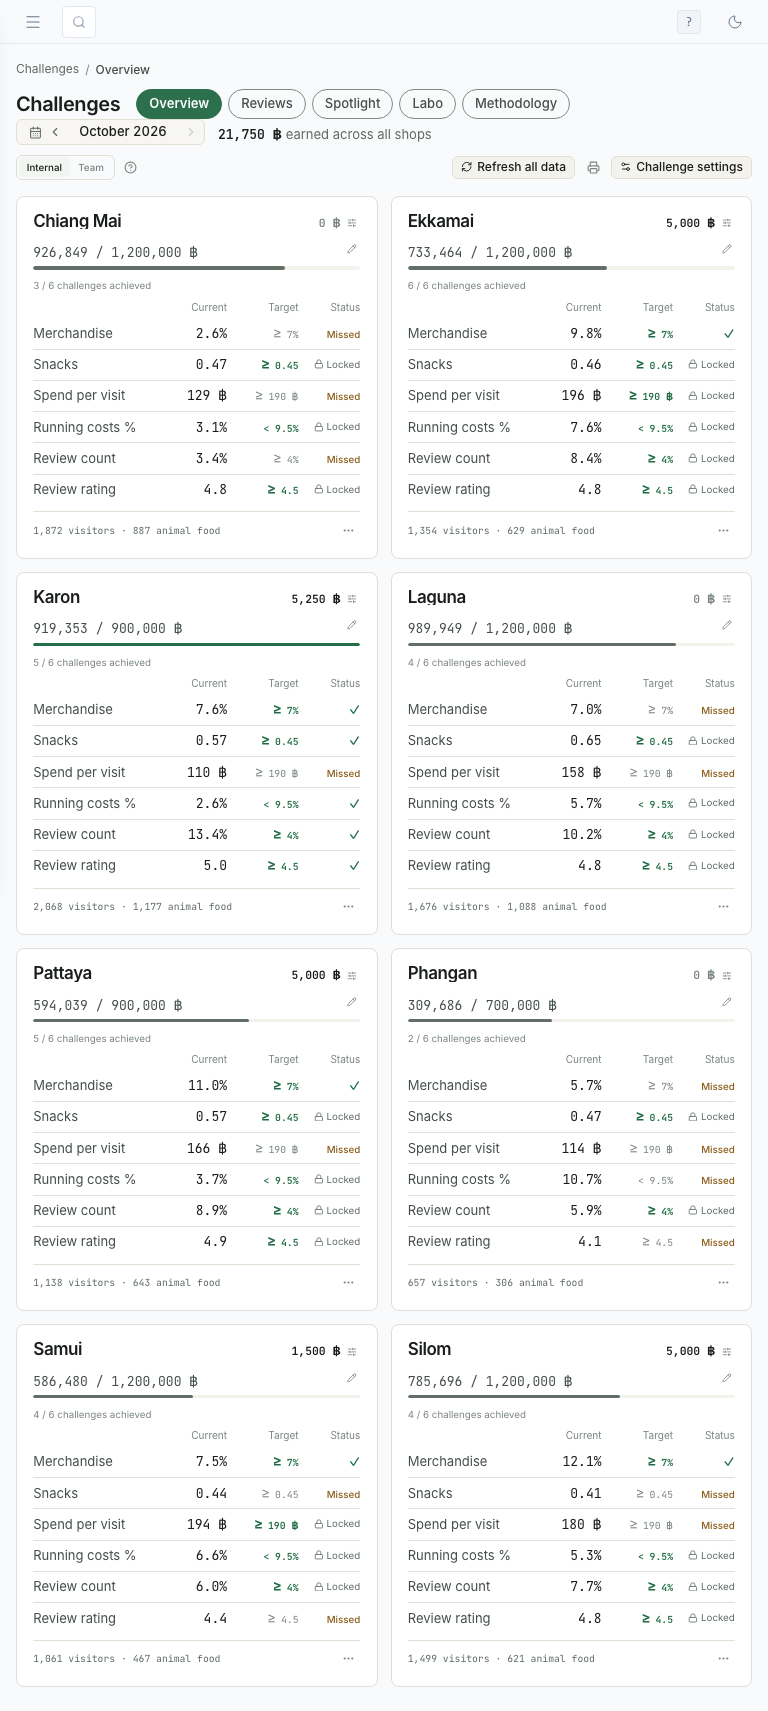 ?
Challenges / Overview
Challenges Overview Reviews Spotlight Labo Methodology
October 2026 21,750 ฿ earned across all shops
Internal Team Refresh all data Challenge settings
Chiang Mai 0 ฿
926,849 / 1,200,000 ฿
3 / 6 challenges achieved
Current Target Status
Merchandise 2.6% ≥ 7% Missed
Snacks 0.47 ≥ 0.45 Locked
Spend per visit 129 ฿ ≥ 190 ฿ Missed
Running costs % 3.1% < 9.5% Locked
Review count 3.4% ≥ 4% Missed
Review rating 4.8 ≥ 4.5 Locked
1,872 visitors · 887 animal food
Ekkamai 5,000 ฿
733,464 / 1,200,000 ฿
6 / 6 challenges achieved
Current Target Status
Merchandise 9.8% ≥ 7% ✓
Snacks 0.46 ≥ 0.45 Locked
Spend per visit 196 ฿ ≥ 190 ฿ Locked
Running costs % 7.6% < 9.5% Locked
Review count 8.4% ≥ 4% Locked
Review rating 4.8 ≥ 4.5 Locked
1,354 visitors · 629 animal food
Karon 5,250 ฿
919,353 / 900,000 ฿
5 / 6 challenges achieved
Current Target Status
Merchandise 7.6% ≥ 7% ✓
Snacks 0.57 ≥ 0.45 ✓
Spend per visit 110 ฿ ≥ 190 ฿ Missed
Running costs % 2.6% < 9.5% ✓
Review count 13.4% ≥ 4% ✓
Review rating 5.0 ≥ 4.5 ✓
2,068 visitors · 1,177 animal food
Laguna 0 ฿
989,949 / 1,200,000 ฿
4 / 6 challenges achieved
Current Target Status
Merchandise 7.0% ≥ 7% Missed
Snacks 0.65 ≥ 0.45 Locked
Spend per visit 158 ฿ ≥ 190 ฿ Missed
Running costs % 5.7% < 9.5% Locked
Review count 10.2% ≥ 4% Locked
Review rating 4.8 ≥ 4.5 Locked
1,676 visitors · 1,088 animal food
Pattaya 5,000 ฿
594,039 / 900,000 ฿
5 / 6 challenges achieved
Current Target Status
Merchandise 11.0% ≥ 7% ✓
Snacks 0.57 ≥ 0.45 Locked
Spend per visit 166 ฿ ≥ 190 ฿ Missed
Running costs % 3.7% < 9.5% Locked
Review count 8.9% ≥ 4% Locked
Review rating 4.9 ≥ 4.5 Locked
1,138 visitors · 643 animal food
Phangan 0 ฿
309,686 / 700,000 ฿
2 / 6 challenges achieved
Current Target Status
Merchandise 5.7% ≥ 7% Missed
Snacks 0.47 ≥ 0.45 Locked
Spend per visit 114 ฿ ≥ 190 ฿ Missed
Running costs % 10.7% < 9.5% Missed
Review count 5.9% ≥ 4% Locked
Review rating 4.1 ≥ 4.5 Missed
657 visitors · 306 animal food
Samui 1,500 ฿
586,480 / 1,200,000 ฿
4 / 6 challenges achieved
Current Target Status
Merchandise 7.5% ≥ 7% ✓
Snacks 0.44 ≥ 0.45 Missed
Spend per visit 194 ฿ ≥ 190 ฿ Locked
Running costs % 6.6% < 9.5% Locked
Review count 6.0% ≥ 4% Locked
Review rating 4.4 ≥ 4.5 Missed
1,061 visitors · 467 animal food
Silom 5,000 ฿
785,696 / 1,200,000 ฿
4 / 6 challenges achieved
Current Target Status
Merchandise 12.1% ≥ 7% ✓
Snacks 0.41 ≥ 0.45 Missed
Spend per visit 180 ฿ ≥ 190 ฿ Missed
Running costs % 5.3% < 9.5% Locked
Review count 7.7% ≥ 4% Locked
Review rating 4.8 ≥ 4.5 Locked
1,499 visitors · 621 animal food